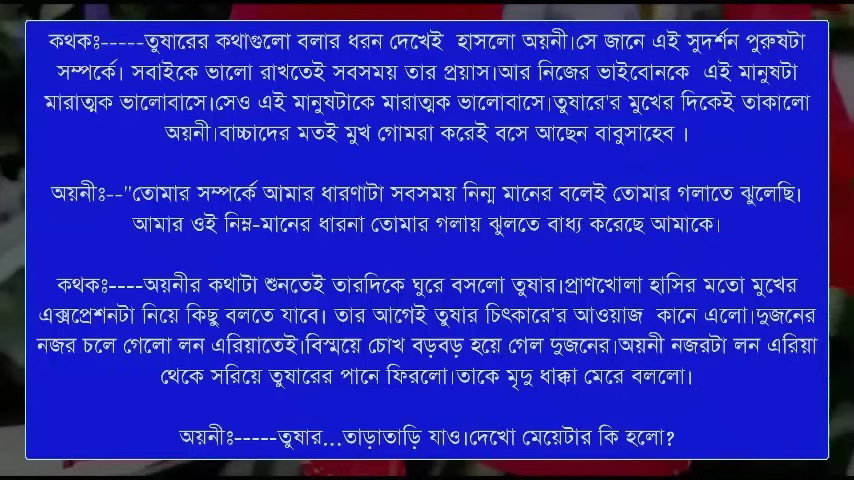 কথকঃ-----তুষারের কথাগুলো বলার ধরন দেখেই হাসলো অয়নী।সে জানে এই সুদর্শন পুরুষটা
সম্পর্কে। সবাইকে ভালো রাখতেই সবসময় তার প্রয়াস।আর নিজের ভাইবোনকে এই মানুষটা
মারাত্মক ভালোবাসে।সেও এই মানুষটাকে মারাত্মক ভালোবাসে।তুষারে'র মুখের দিকেই তাকালো
অয়নী।বাচ্চাদের মতই মুখ গোমরা করেই বসে আছেন বাবুসাহেব ।
অয়নীঃ--"তোমার সম্পর্কে আমার ধারণাটা সবসময় নিন্ম মানের বলেই তোমার গলাতে ঝুলেছি।
আমার ওই নিম্ন-মানের ধারনা তোমার গলায় ঝুলতে বাধ্য করেছে আমাকে।
কথকঃ----অয়নীর কথাটা শুনতেই তারদিকে ঘুরে বসলো তুষার।প্রাণখোলা হাসির মতো মুখের
এক্সপ্রেশনটা নিয়ে কিছু বলতে যাবে। তার আগেই তুষার চিৎকারে'র আওয়াজ কানে এলো।দুজনের
নজর চলে গেলো লন এরিয়াতেই।বিস্ময়ে চোখ বড়বড় হয়ে গেল দুজনের।অয়নী নজরটা লন এরিয়া
থেকে সরিয়ে তুষারের পানে ফিরলো।তাকে মৃদু ধাক্কা মেরে বললো।
অয়নীঃ-----তুষার...তাড়াতাড়ি যাও।দেখো মেয়েটার কি হলো?